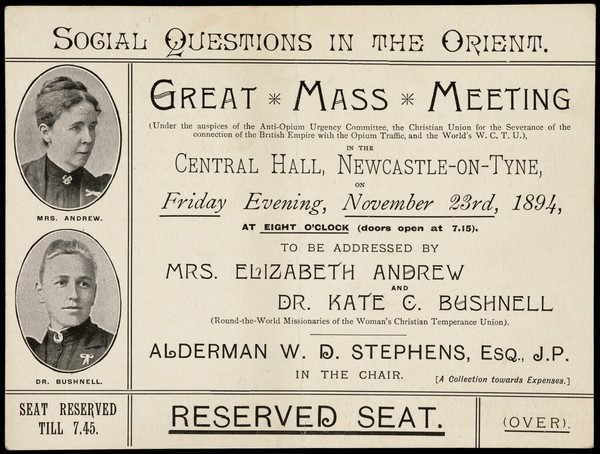 SOCIAL QUESTIONS IN THE ORIENT.
MRS. ANDREW.
DR. BUSHNELL.
GREAT * MASS * MEETING
(Under the auspices of the Anti-Opium Urgency Committee, the Christian Union for the Severance of the
connection of the British Empire with the Opium Traffic, and the World's W. C. T. U.),
IN THE
CENTRAL HALL, NEWCASTLE-ON-TYNE,
ON
Friday Evening, November 23rd, 1894,
AT EIGHT O'CLOCK (doors open at 7.15).
TO BE ADDRESSED BY
MRS. ELIZABETH ANDREW
AND
DR. KATE C. BUSHNELL
(Round-the-World Missionaries of the Woman's Christian Temperance Union).
ALDERMAN W. D. STEPHENS, ESQ., J.P.
IN THE CHAIR.
[A Collection towards Expenses.]
SEAT RESERVED
TILL 7.45.
RESERVED SEAT.
(OVER).